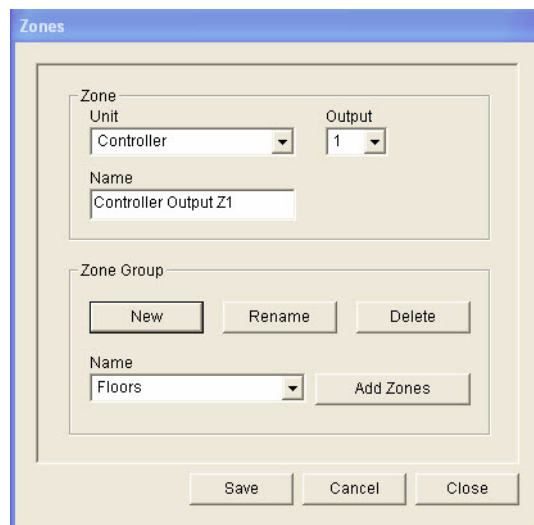 Zones
Zone
Unit Output
Controller 1
Name
Controller Output Z1
Zone Group
New Rename Delete
Name
Floors Add Zones
Save Cancel Close